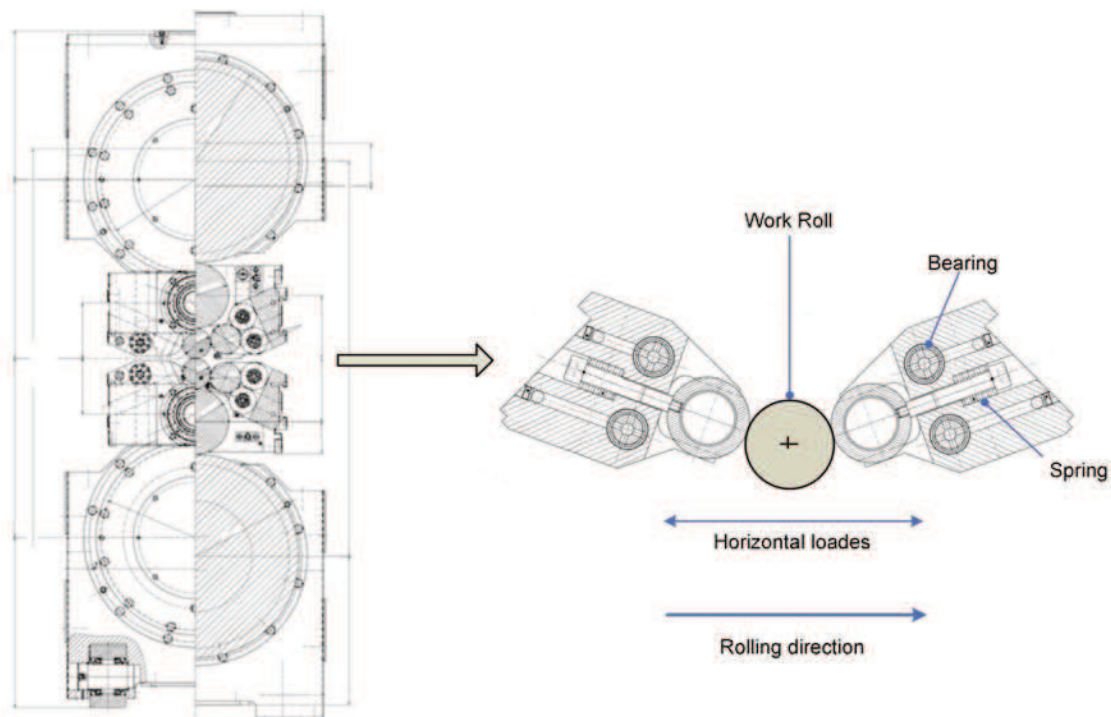 Work Roll
Bearing
Spring
Horizontal loades
Rolling direction